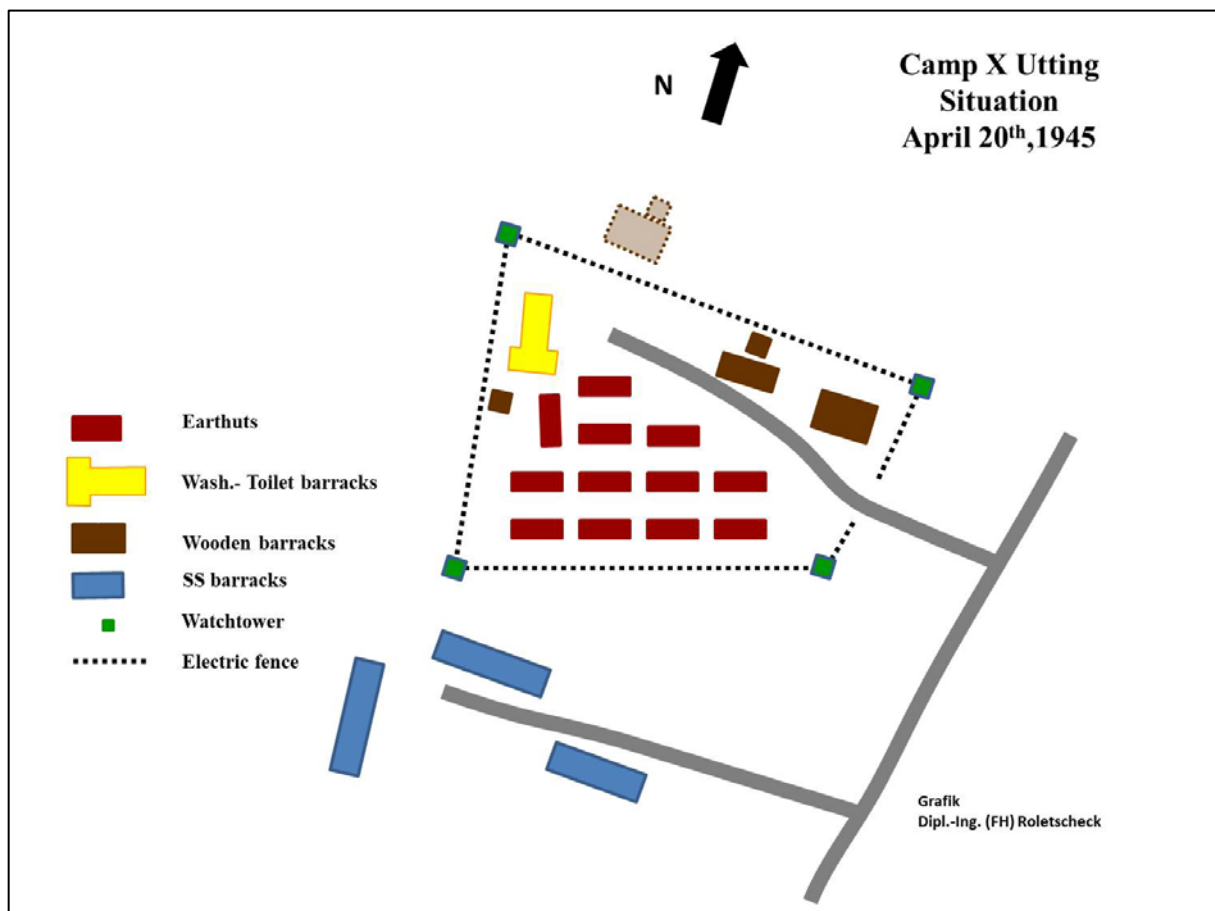 N
Camp X Utting
Situation
April 20th,1945
Earthuts
Wash.- Toilet barracks
Wooden barracks
SS barracks
Watchtower
Electric fence
Grafik
Dipl.-Ing. (FH) Roletscheck